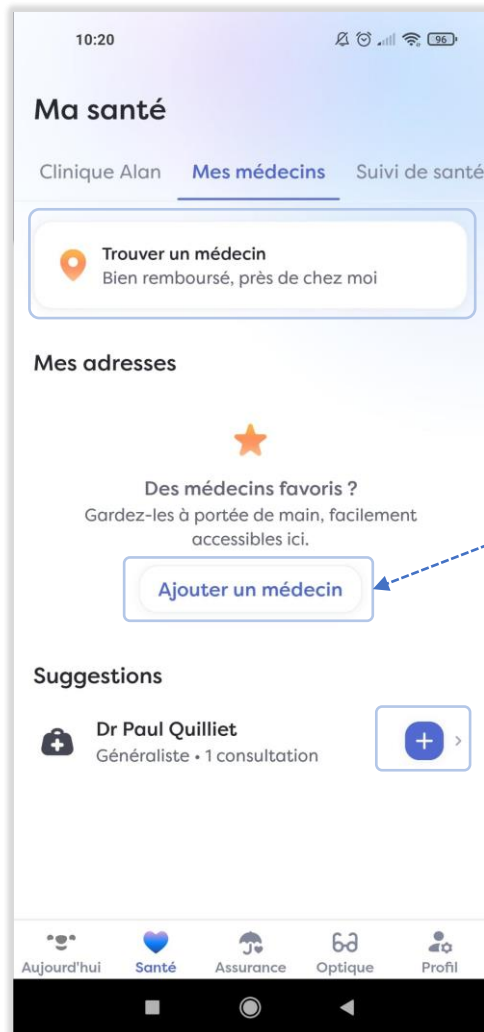 10:20
96
Ma santé
Clinique Alan Mes médecins Suivi de santé
Trouver un médecin
Bien remboursé, près de chez moi
Mes adresses
Des médecins favoris ?
Gardez-les à portée de main, facilement
accessibles ici.
Ajouter un médecin
Suggestions
Dr Paul Quilliet
Généraliste • 1 consultation
Aujourd'hui Santé Assurance Optique Profil